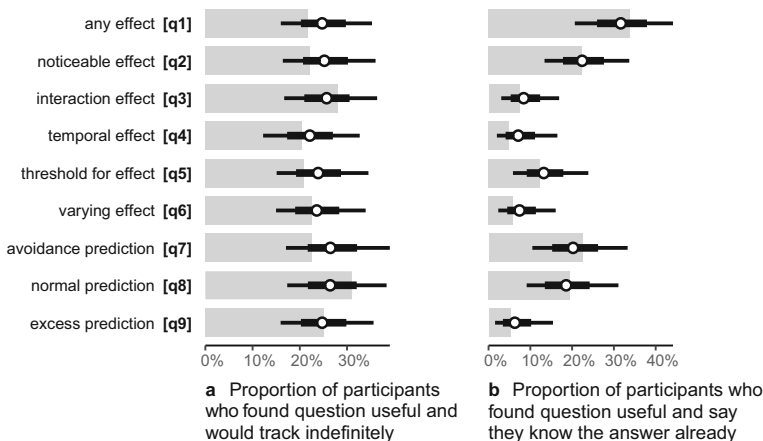 any effect [q1]
noticeable effect [q2]
interaction effect [q3]
temporal effect [q4]
threshold for effect [q5]
varying effect [q6]
avoidance prediction [q7]
normal prediction [q8]
excess prediction [q9]
0% 10% 20% 30%
a Proportion of participants
who found question useful and
would track indefinitely
0% 10% 20% 30% 40%
b Proportion of participants who
found question useful and say
they know the answer already